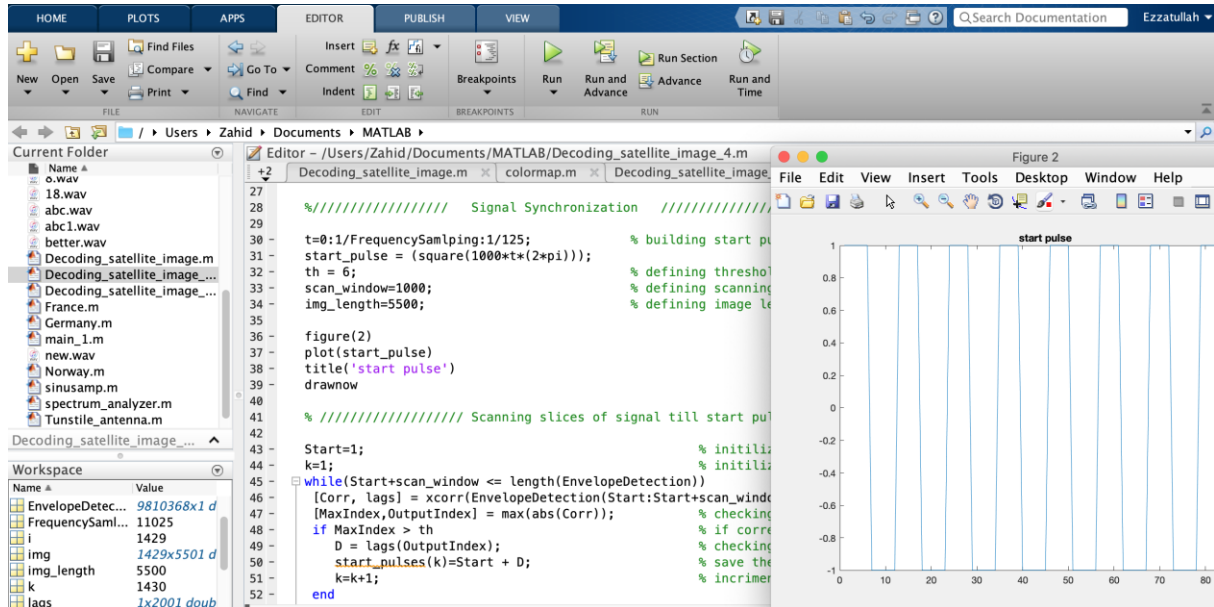 HOME PLOTS APPS EDITOR PUBLISH VIEW Search Documentation Ezzatullah
New Open Save Find Files Compare Print
FILE
Go To Find
NAVIGATE
Insert fx Comment % Indent
EDIT
Breakpoints
BREAKPOINTS
Run Run and Advance Run Section Advance Run and Time
RUN
/ Users Zahid Documents MATLAB
Current Folder
Name
18.wav
abc.wav
abc1.wav
better.wav
Decoding_satellite_image.m
Decoding_satellite_image_...
Decoding_satellite_image_...
France.m
Germany.m
main_1.m
new.wav
Norway.m
sinusamp.m
spectrum_analyzer.m
Tunstile_antenna.m
Decoding_satellite_image_...
Workspace
Name Value
EnvelopeDetec... 9810368x1 d
FrequencySaml... 11025
i 1429
img 1429x5501 d
img_length 5500
k 1430
lags 1x2001 doub
Editor – /Users/Zahid/Documents/MATLAB/Decoding_satellite_image_4.m
+2 Decoding_satellite_image.m colormap.m Decoding_satellite_image_
27
28 %/////////////////// Signal Synchronization ///////////////
29
30 – t=0:1/FrequencySamlping:1/125; % building start pu
31 – start_pulse = (square(1000*t*(2*pi)));
32 – th = 6; % defining threshol
33 – scan_window=1000; % defining scanning
34 – img_length=5500; % defining image le
35
36 – figure(2)
37 – plot(start_pulse)
38 – title('start pulse')
39 – drawnow
40
41 % /////////////////// Scanning slices of signal till start pul
42
43 – Start=1; % initiliz
44 – k=1; % initiliz
45 – while(Start+scan_window <= length(EnvelopeDetection))
46 – [Corr, lags] = xcorr(EnvelopeDetection(Start:Start+scan_windo
47 – [MaxIndex,OutputIndex] = max(abs(Corr)); % checking
48 – if MaxIndex > th % if corre
49 – D = lags(OutputIndex); % checking
50 – start_pulses(k)=Start + D; % save the
51 – k=k+1; % incrimen
52 – end
Figure 2
File Edit View Insert Tools Desktop Window Help
start pulse
1
0.8
0.6
0.4
0.2
0
-0.2
-0.4
-0.6
-0.8
-1
0 10 20 30 40 50 60 70 80